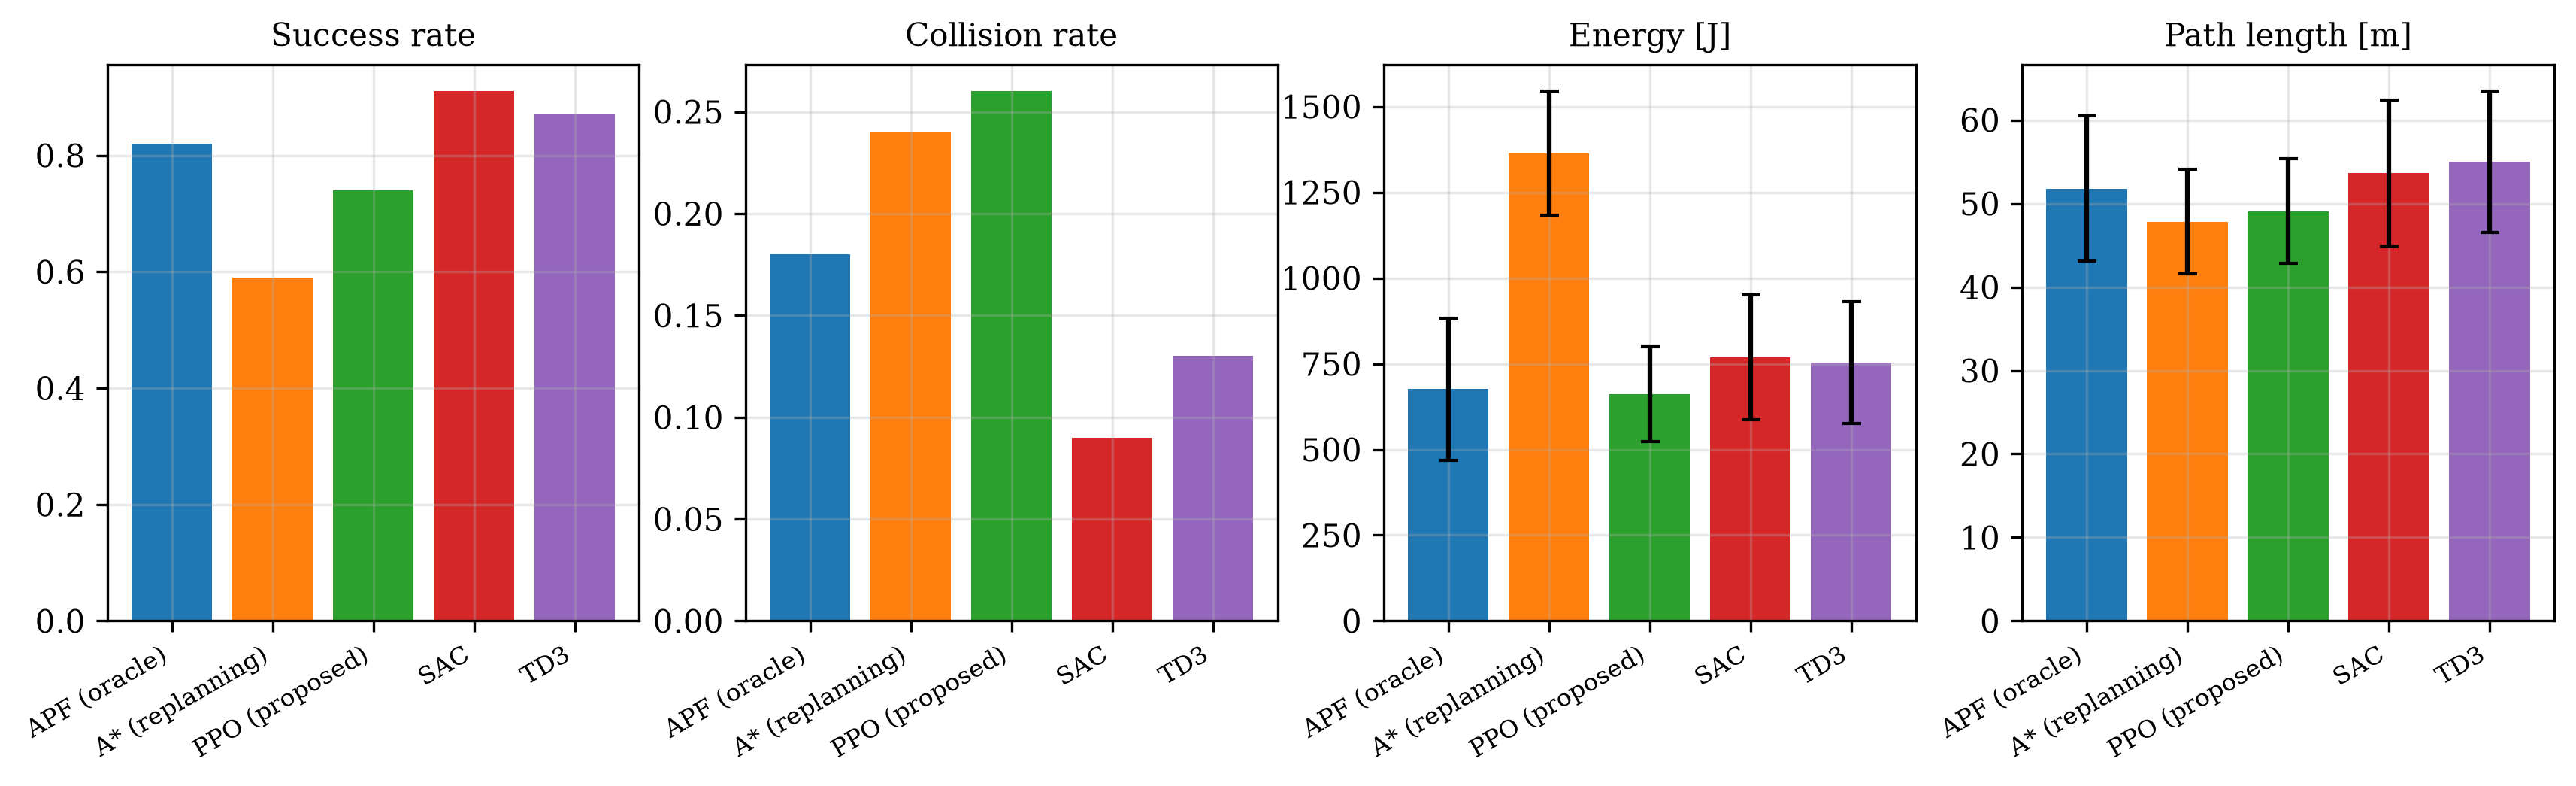 Success rate
0.8
0.6
0.4
0.2
0.0
APF (oracle)
A* (replanning)
PPO (proposed)
SAC
TD3
Collision rate
0.25
0.20
0.15
0.10
0.05
0.00
APF (oracle)
A* (replanning)
PPO (proposed)
SAC
TD3
Energy [J]
1500
1250
1000
750
500
250
0
APF (oracle)
A* (replanning)
PPO (proposed)
SAC
TD3
Path length [m]
60
50
40
30
20
10
0
APF (oracle)
A* (replanning)
PPO (proposed)
SAC
TD3